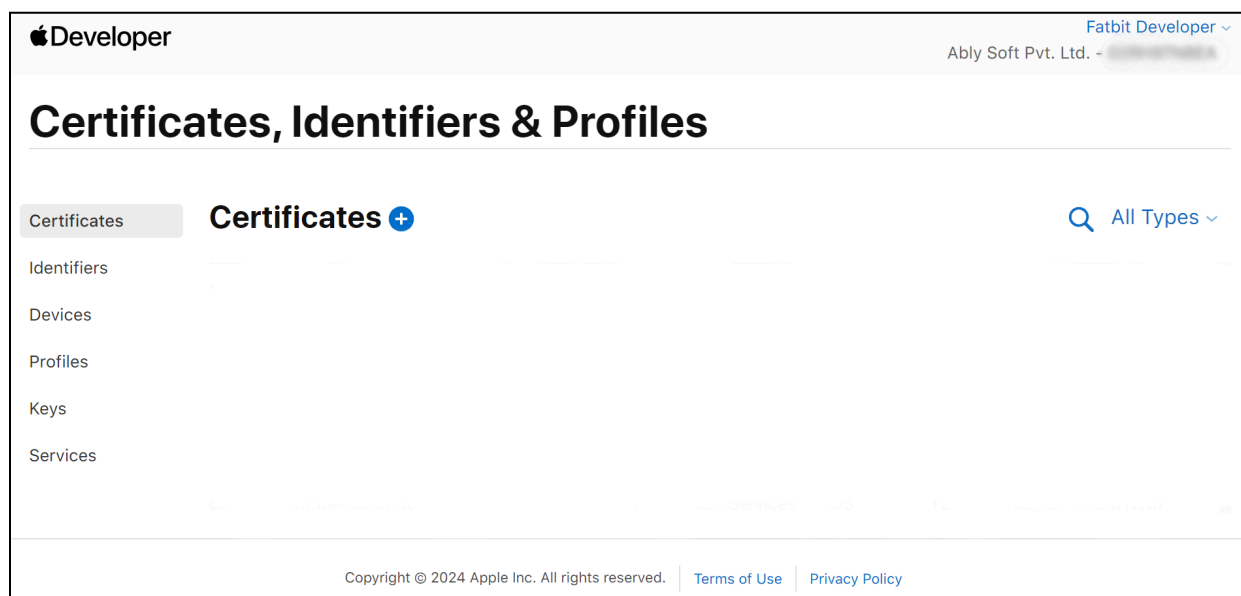 Developer
Fatbit Developer
Ably Soft Pvt. Ltd. -
Certificates, Identifiers & Profiles
Certificates
Identifiers
Devices
Profiles
Keys
Services
Certificates
All Types
Copyright © 2024 Apple Inc. All rights reserved.
Terms of Use
Privacy Policy